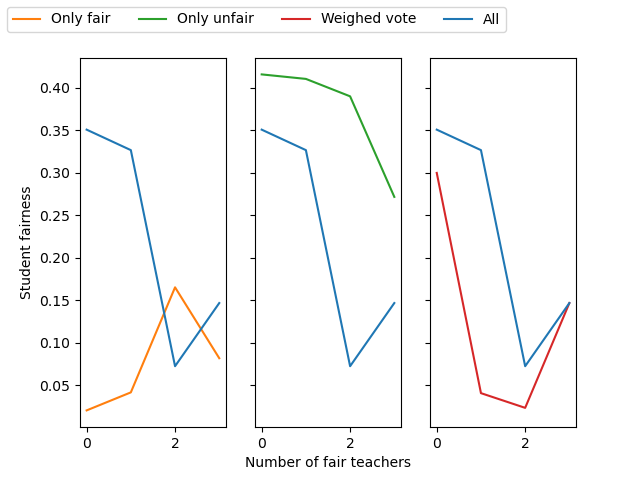 Only fair Only unfair Weighed vote All
0.40
0.35
0.30
0.25
0.20
0.15
0.10
0.05
Student fairness
0 2 0 2 0 2
Number of fair teachers